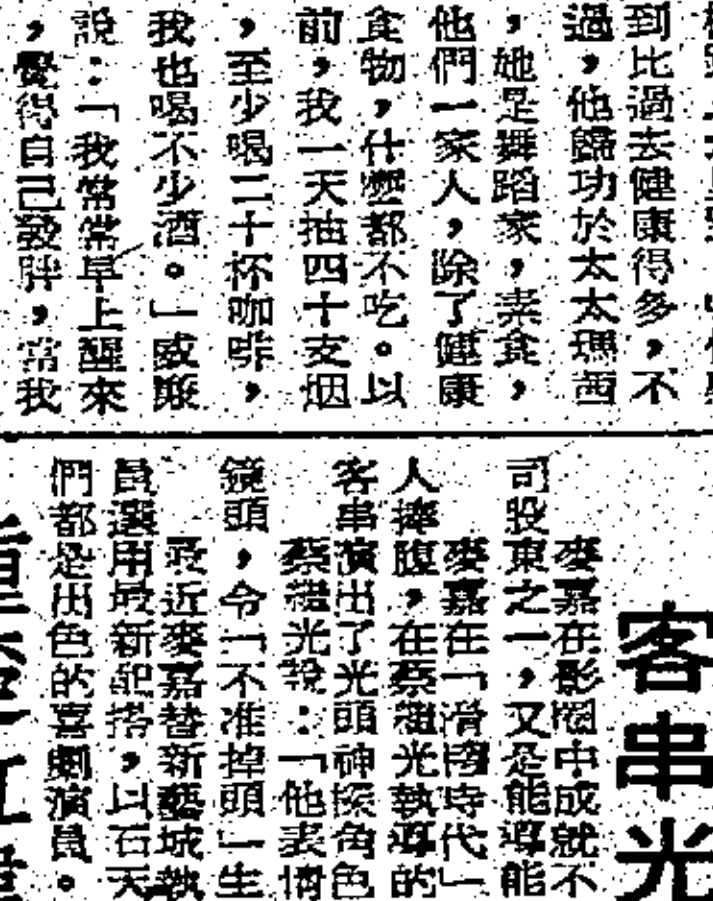 到比過去健康得多，不
過，他歸功於太太瑪西
，她是舞蹈家，素食，
他們一家人，除了健康
食物，什麼都不吃。以
前，我一天抽四十支烟
，至少喝二十杯咖啡，
我也喝不少酒。」威廉
說：「我常常早上醒來
，覺得自己發胖，當我
客串光
麥嘉在影圈中成就不
司股東之一，又是能導能
麥嘉在「滑稽時代」
人捧腹，在蔡繼光執導的
客串演出了光頭神探角色
蔡繼光說：「他表情
鏡頭，令「不准掉頭」生
最近麥嘉替新藝城執
員選用最新配搭，以石天
們都是出色的喜劇演員。